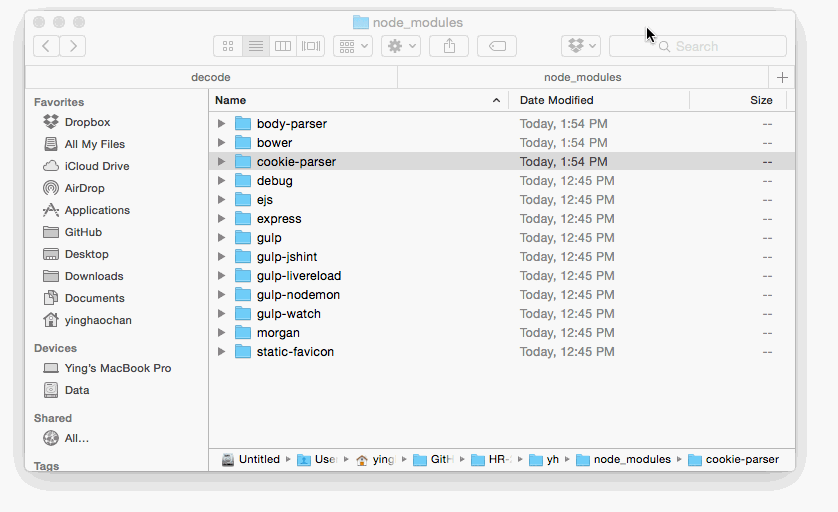 node_modules
Search
decode node_modules
Favorites
Dropbox
All My Files
iCloud Drive
AirDrop
Applications
GitHub
Desktop
Downloads
Documents
yinghaochan
Devices
Ying's MacBook Pro
Data
Shared
All...
Tags
Name Date Modified Size
body-parser Today, 1:54 PM --
bower Today, 1:54 PM --
cookie-parser Today, 1:54 PM --
debug Today, 12:45 PM --
ejs Today, 12:45 PM --
express Today, 12:45 PM --
gulp Today, 12:45 PM --
gulp-jshint Today, 12:45 PM --
gulp-livereload Today, 12:45 PM --
gulp-nodemon Today, 12:45 PM --
gulp-watch Today, 12:45 PM --
morgan Today, 12:45 PM --
static-favicon Today, 12:45 PM --
Untitled Use ying Git HR- yh node_modules cookie-parser